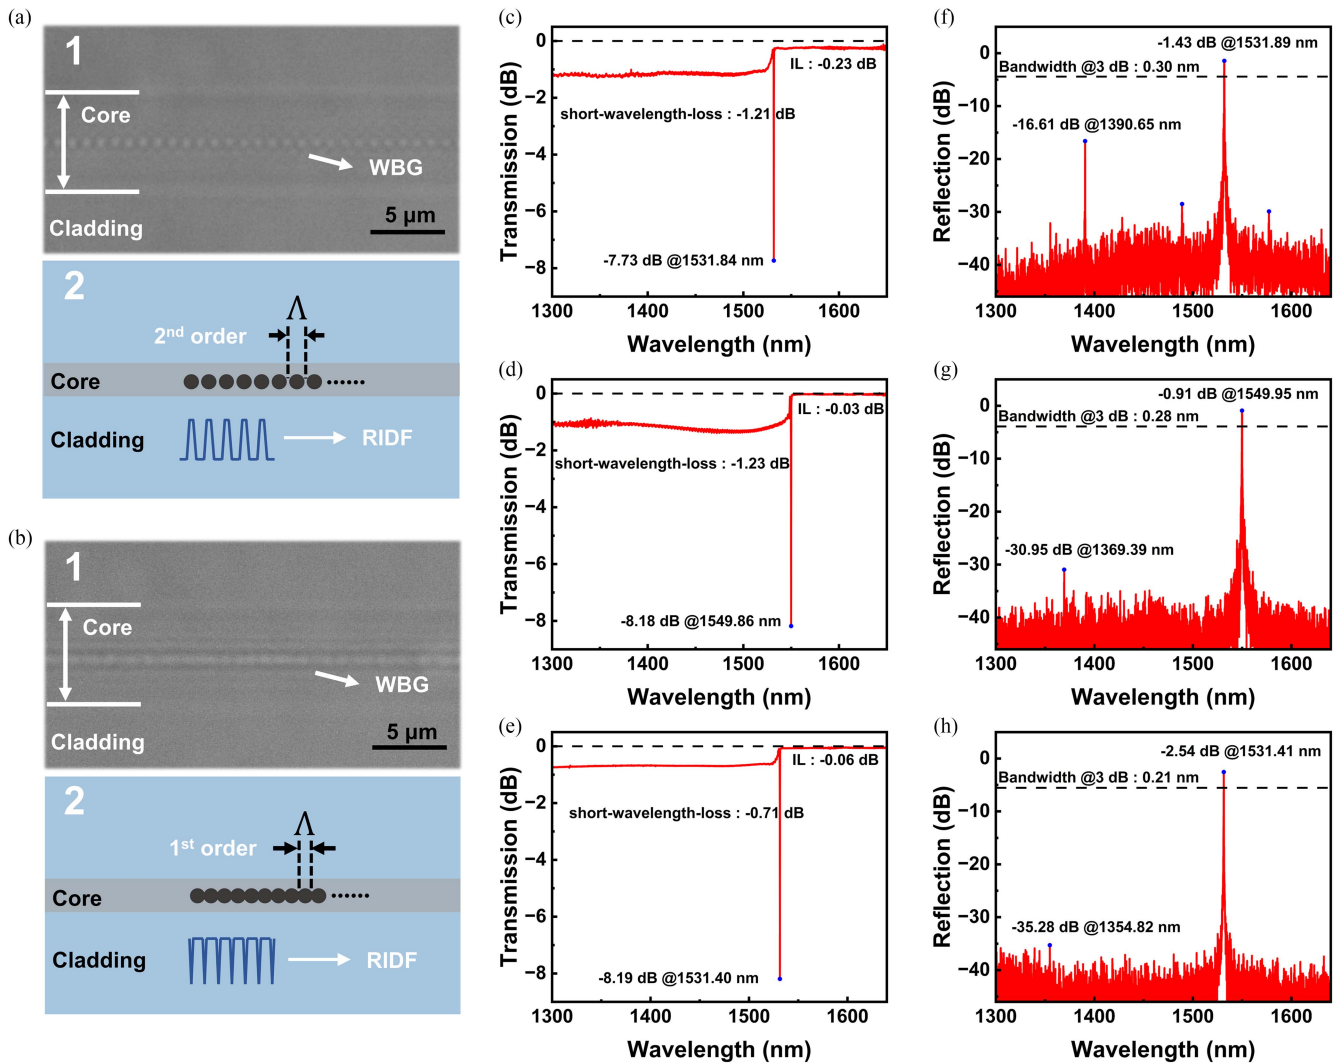 (a)
1
Core
WBG
Cladding
5 μm
2
Λ
2nd order
Core
Cladding
RIDF
(b)
1
Core
WBG
Cladding
5 μm
2
Λ
1st order
Core
Cladding
RIDF
(c)
0
−2
−4
−6
−8
Transmission (dB)
IL : -0.23 dB
short-wavelength-loss : -1.21 dB
-7.73 dB @1531.84 nm
1300 1400 1500 1600
Wavelength (nm)
(d)
0
−2
−4
−6
−8
Transmission (dB)
IL : -0.03 dB
short-wavelength-loss : -1.23 dB
-8.18 dB @1549.86 nm
1300 1400 1500 1600
Wavelength (nm)
(e)
0
−2
−4
−6
−8
Transmission (dB)
IL : -0.06 dB
short-wavelength-loss : -0.71 dB
-8.19 dB @1531.40 nm
1300 1400 1500 1600
Wavelength (nm)
(f)
0
−10
−20
−30
−40
Reflection (dB)
-1.43 dB @1531.89 nm
Bandwidth @3 dB : 0.30 nm
-16.61 dB @1390.65 nm
1300 1400 1500 1600
Wavelength (nm)
(g)
0
−10
−20
−30
−40
Reflection (dB)
-0.91 dB @1549.95 nm
Bandwidth @3 dB : 0.28 nm
-30.95 dB @1369.39 nm
1300 1400 1500 1600
Wavelength (nm)
(h)
0
−10
−20
−30
−40
Reflection (dB)
-2.54 dB @1531.41 nm
Bandwidth @3 dB : 0.21 nm
-35.28 dB @1354.82 nm
1300 1400 1500 1600
Wavelength (nm)